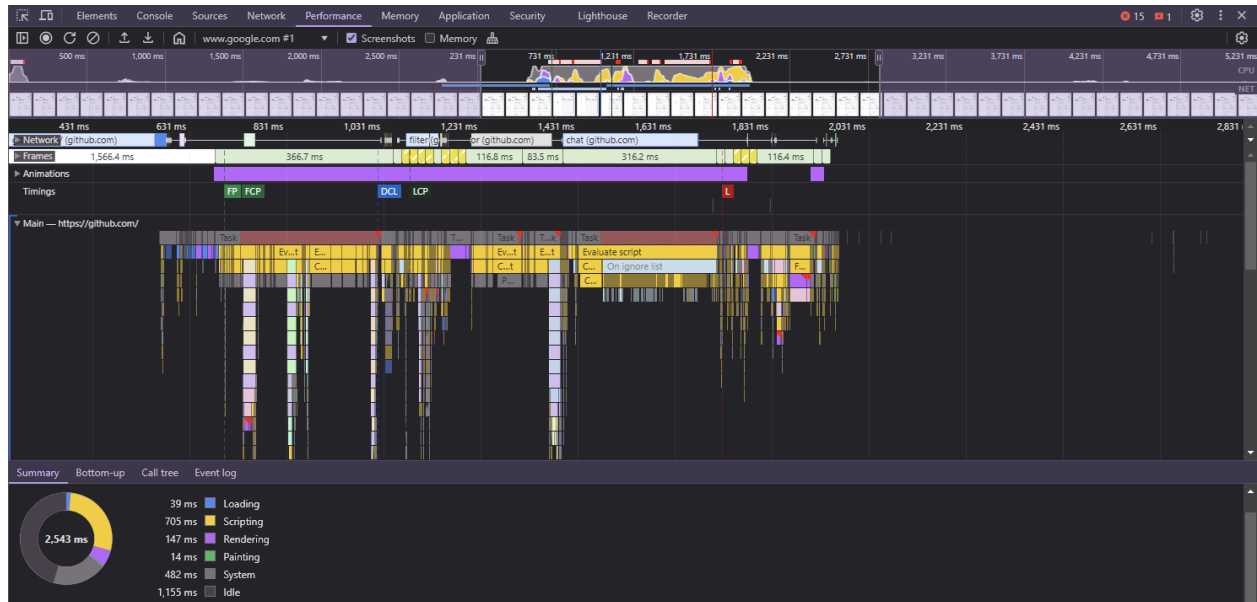 Elements Console Sources Network Performance Memory Application Security Lighthouse Recorder 15 1
www.google.com #1 Screenshots Memory
500 ms 1,000 ms 1,500 ms 2,000 ms 2,500 ms 231 ms 731 ms 1,231 ms 1,731 ms 2,231 ms 2,731 ms 3,231 ms 3,731 ms 4,231 ms 4,731 ms 5,231 ms
CPU
NET
431 ms 631 ms 831 ms 1,031 ms 1,231 ms 1,431 ms 1,631 ms 1,831 ms 2,031 ms 2,231 ms 2,431 ms 2,631 ms 2,831
Network (github.com) filter (g or (github.com) chat (github.com)
Frames 1,566.4 ms 366.7 ms 116.8 ms 83.5 ms 316.2 ms 116.4 ms
Animations
Timings FP FCP DCL LCP L
Main — https://github.com/
Task T... Task T...k Task Task
Ev...t E... Ev...t E...t Evaluate script
C... C...t C... On ignore list F...
P... C...
Summary Bottom-up Call tree Event log
39 ms Loading
705 ms Scripting
2,543 ms 147 ms Rendering
14 ms Painting
482 ms System
1,155 ms Idle